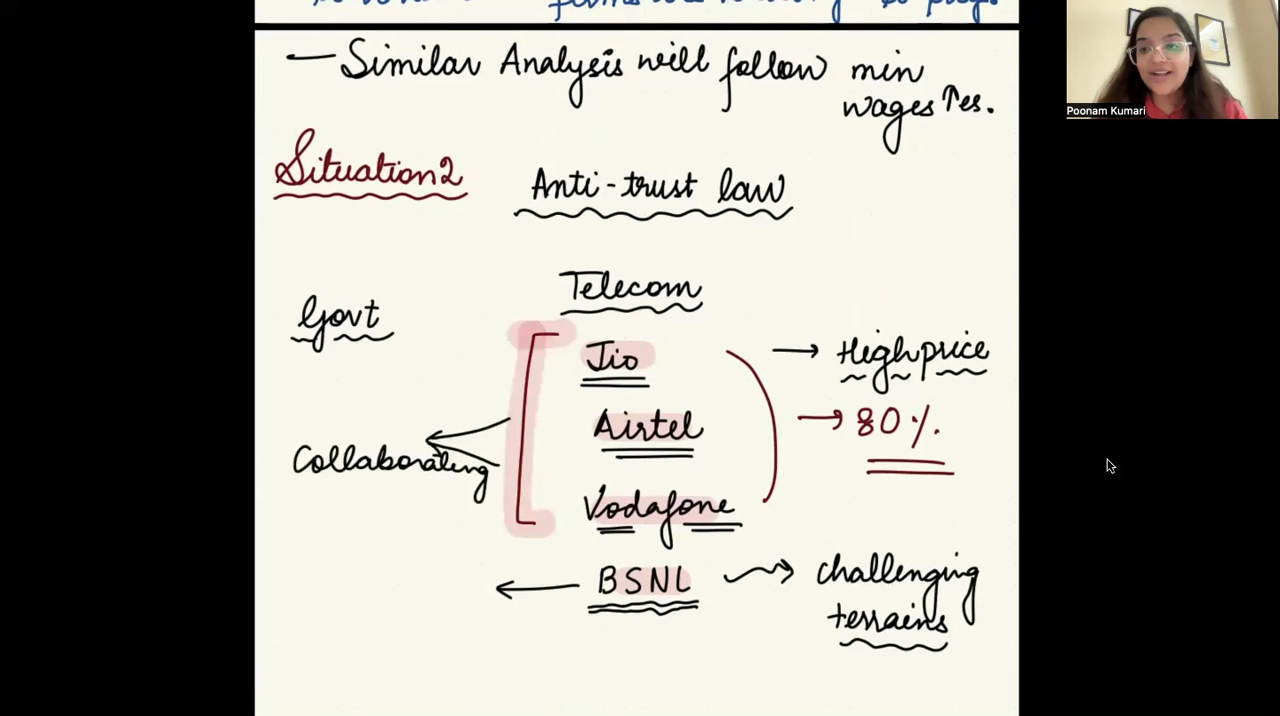 — Similar Analysis will follow min
wages ↑es.
Situation 2
Anti-trust law
Telecom
Govt
Jio → High price
Airtel → 80%.
Collaborating
Vodafone
BSNL challenging
terrains
Poonam Kumari